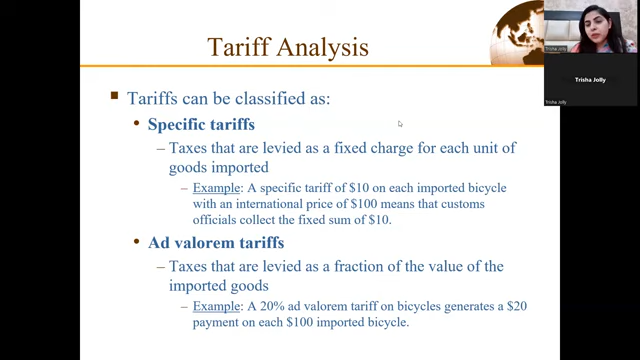 Tariff Analysis
Trisha Jolly
Trisha Jolly
Trisha Jolly
Tariffs can be classified as:
Specific tariffs
– Taxes that are levied as a fixed charge for each unit of
goods imported
– Example: A specific tariff of $10 on each imported bicycle
with an international price of $100 means that customs
officials collect the fixed sum of $10.
Ad valorem tariffs
– Taxes that are levied as a fraction of the value of the
imported goods
– Example: A 20% ad valorem tariff on bicycles generates a $20
payment on each $100 imported bicycle.